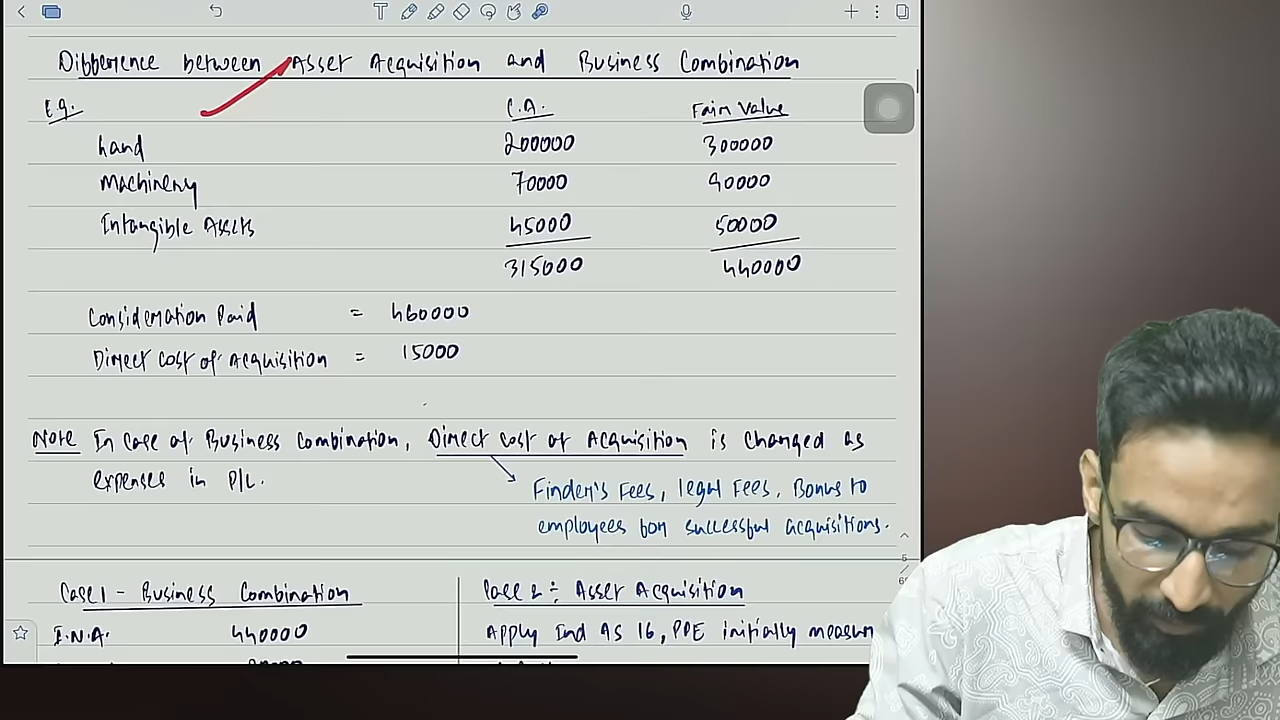 Difference between Asset Acquisition and Business Combination
E.g. C.A. Fair Value
Land 200000 300000
Machinery 70000 90000
Intangible Assets 45000 50000
315000 440000
Consideration Paid = 460000
Direct Cost of Acquisition = 15000
Note In Case of Business Combination, Direct Cost of Acquisition is Charged as
expenses in P/L.
Finder's Fees, Legal Fees, Bonus to
employees for successful acquisitions.
Case 1 - Business Combination
I.N.A. 440000
Case 2 ÷ Asset Acquisition
Apply Ind AS 16, PPE initially measure